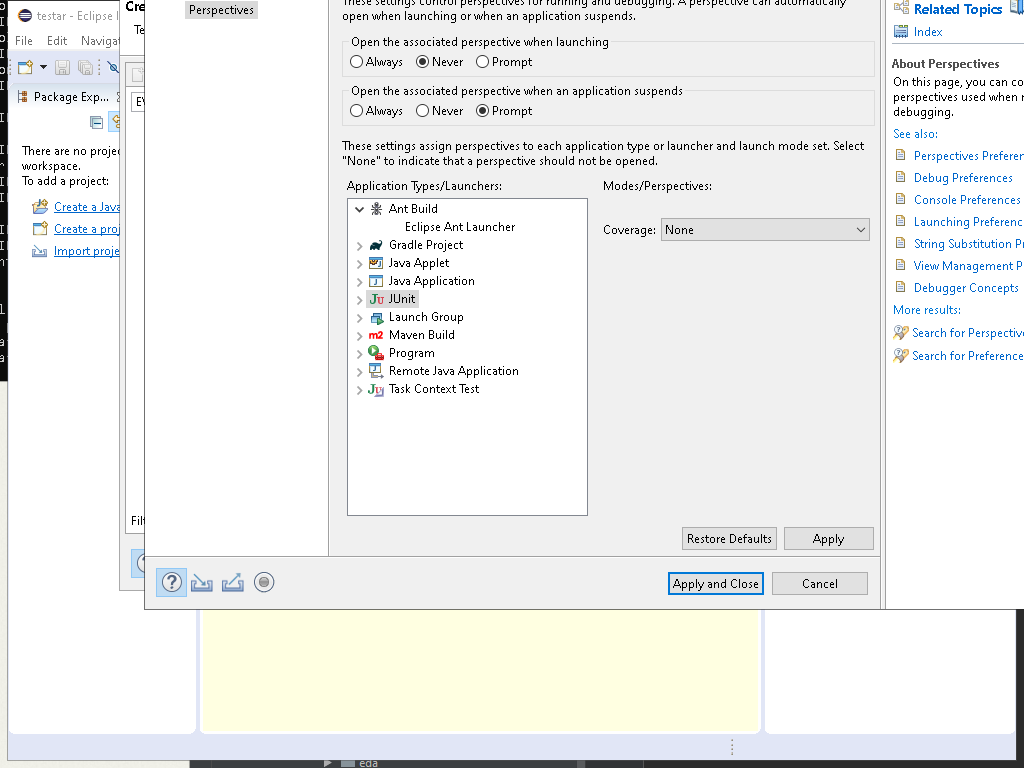 testar - Eclipse I
File Edit Navigat
Package Exp...
There are no proje
workspace.
To add a project:
Create a Java
Create a proj
Import proje
Cre
Te
Filt
Perspectives
These settings control perspectives for running and debugging. A perspective can automatically
open when launching or when an application suspends.
Open the associated perspective when launching
Always Never Prompt
Open the associated perspective when an application suspends
Always Never Prompt
These settings assign perspectives to each application type or launcher and launch mode set. Select
"None" to indicate that a perspective should not be opened.
Application Types/Launchers:
Modes/Perspectives:
Ant Build
Eclipse Ant Launcher
Gradle Project
Java Applet
Java Application
JUnit
Launch Group
Maven Build
Program
Remote Java Application
Task Context Test
Coverage: None
Restore Defaults Apply
Apply and Close Cancel
Related Topics
Index
About Perspectives
On this page, you can co
perspectives used when r
debugging.
See also:
Perspectives Preferen
Debug Preferences
Console Preferences
Launching Preferenc
String Substitution Pr
View Management P
Debugger Concepts
More results:
Search for Perspective
Search for Preference
eda